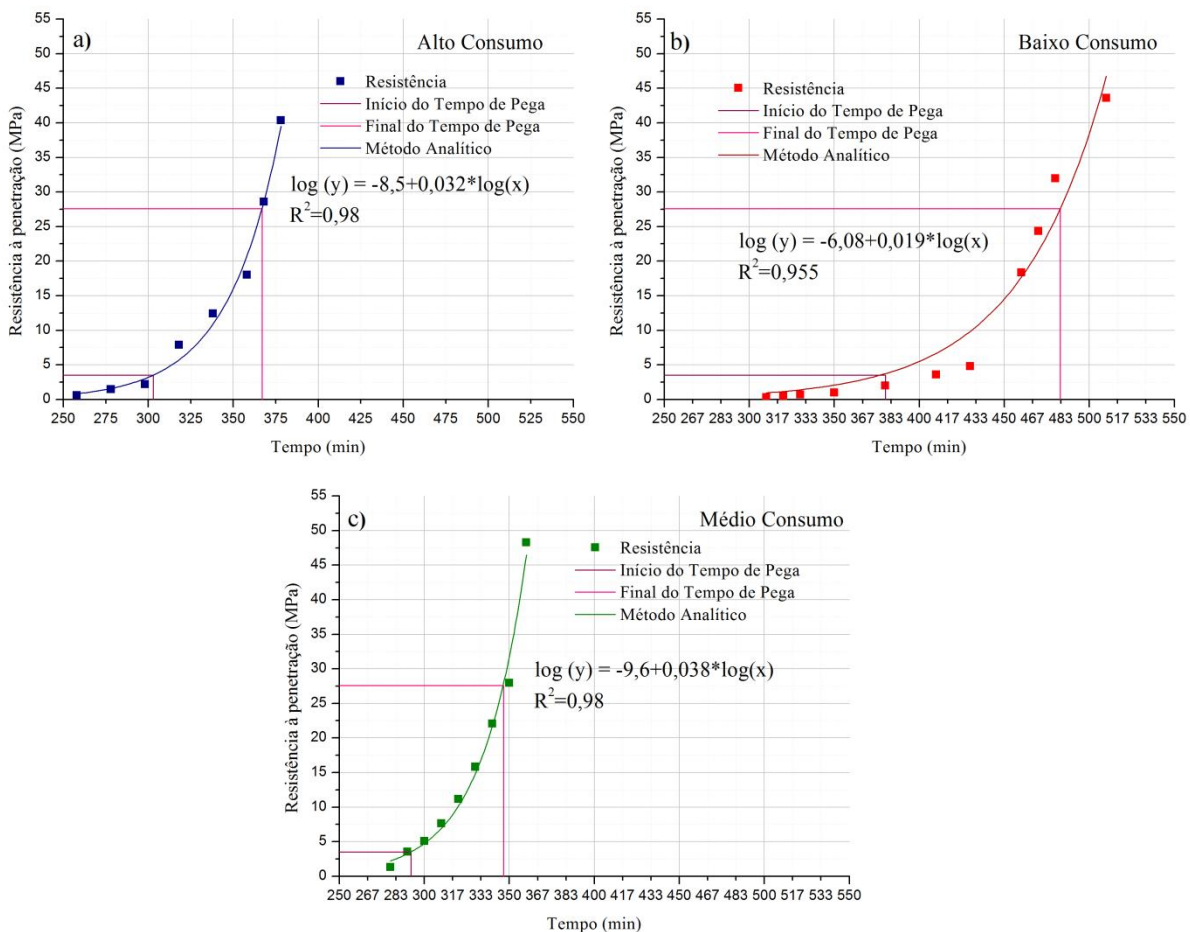 a)
Alto Consumo
Resistência
Início do Tempo de Pega
Final do Tempo de Pega
Método Analítico
log (y) = -8,5+0,032*log(x)
R²=0,98
55
50
45
40
35
30
25
20
15
10
5
0
Resistência à penetração (MPa)
250 300 350 400 450 500 550
Tempo (min)
b)
Baixo Consumo
Resistência
Início do Tempo de Pega
Final do Tempo de Pega
Método Analítico
log (y) = -6,08+0,019*log(x)
R²=0,955
55
50
45
40
35
30
25
20
15
10
5
0
Resistência à penetração (MPa)
250 267 283 300 317 333 350 367 383 400 417 433 450 467 483 500 517 533 550
Tempo (min)
c)
Médio Consumo
Resistência
Início do Tempo de Pega
Final do Tempo de Pega
Método Analítico
log (y) = -9,6+0,038*log(x)
R²=0,98
55
50
45
40
35
30
25
20
15
10
5
0
Resistência à penetração (MPa)
250 267 283 300 317 333 350 367 383 400 417 433 450 467 483 500 517 533 550
Tempo (min)